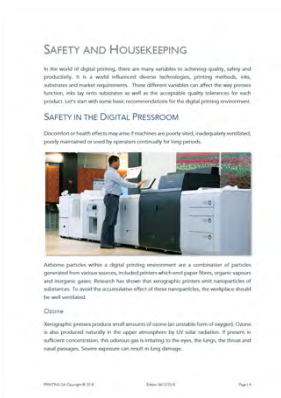 SAFETY AND HOUSEKEEPING
In the world of digital printing, there are many variables to achieving quality, safety and
productivity. It is a world influenced diverse technologies, printing methods, inks,
substrates and market requirements. These different variables can affect the way presses
function, inks lay onto substrates as well as the acceptable quality tolerances for each
product. Let's start with some basic recommendations for the digital printing environment.
SAFETY IN THE DIGITAL PRESSROOM
Discomfort or health effects may arise if machines are poorly sited, inadequately ventilated,
poorly maintained or used by operators continually for long periods.
Airborne particles within a digital printing environment are a combination of particles
generated from various sources, included printers which emit paper fibres, organic vapours
and inorganic gases. Research has shown that xerographic printers emit nanoparticles of
substances. To avoid the accumulative effect of these nanoparticles, the workplace should
be well ventilated.
Ozone
Xerographic presses produce small amounts of ozone (an unstable form of oxygen). Ozone
is also produced naturally in the upper atmosphere by UV solar radiation. If present in
sufficient concentration, this odorous gas is irritating to the eyes, the lungs, the throat and
nasal passages. Severe exposure can result in lung damage.
PRINTING SA Copyright © 2018
Page | 4